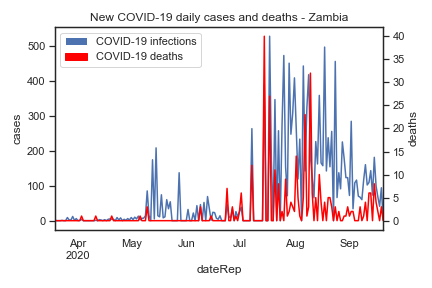 New COVID-19 daily cases and deaths - Zambia
COVID-19 infections
COVID-19 deaths
500
400
300
200
100
0
cases
40
35
30
25
20
15
10
5
0
deaths
Apr
2020
May
Jun
Jul
Aug
Sep
dateRep